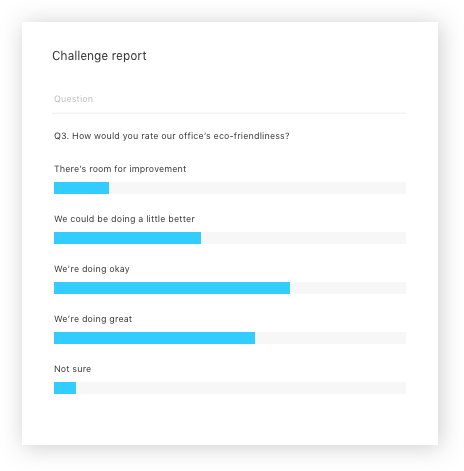 Challenge report
Question
Q3. How would you rate our office's eco-friendliness?
There's room for improvement
We could be doing a little better
We're doing okay
We're doing great
Not sure